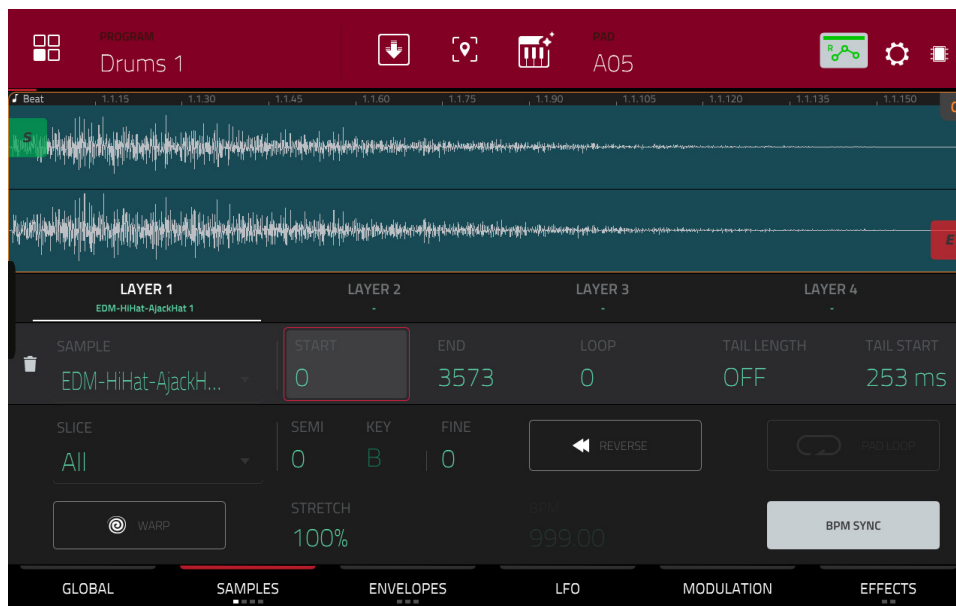 PROGRAM
Drums 1
PAD
A05
R
Beat 1.1.15 1.1.30 1.1.45 1.1.60 1.1.75 1.1.90 1.1.105 1.1.120 1.1.135 1.1.150
S
E
LAYER 1 LAYER 2 LAYER 3 LAYER 4
EDM-HiHat-AjackHat 1 - - -
SAMPLE START END LOOP TAIL LENGTH TAIL START
EDM-HiHat-AjackH... 0 3573 0 OFF 253 ms
SLICE SEMI KEY FINE
All 0 B 0
REVERSE
PAD LOOP
STRETCH BPM
WARP
100% 999.00
BPM SYNC
GLOBAL SAMPLES ENVELOPES LFO MODULATION EFFECTS